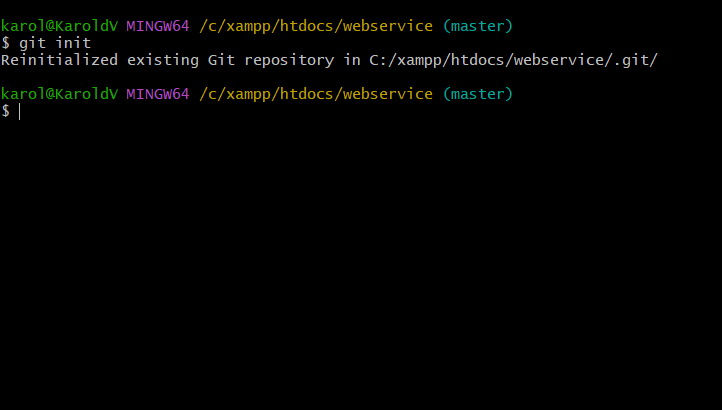 karol@KaroldV MINGW64 /c/xampp/htdocs/webservice (master)
$ git init
Reinitialized existing Git repository in C:/xampp/htdocs/webservice/.git/
karol@KaroldV MINGW64 /c/xampp/htdocs/webservice (master)
$